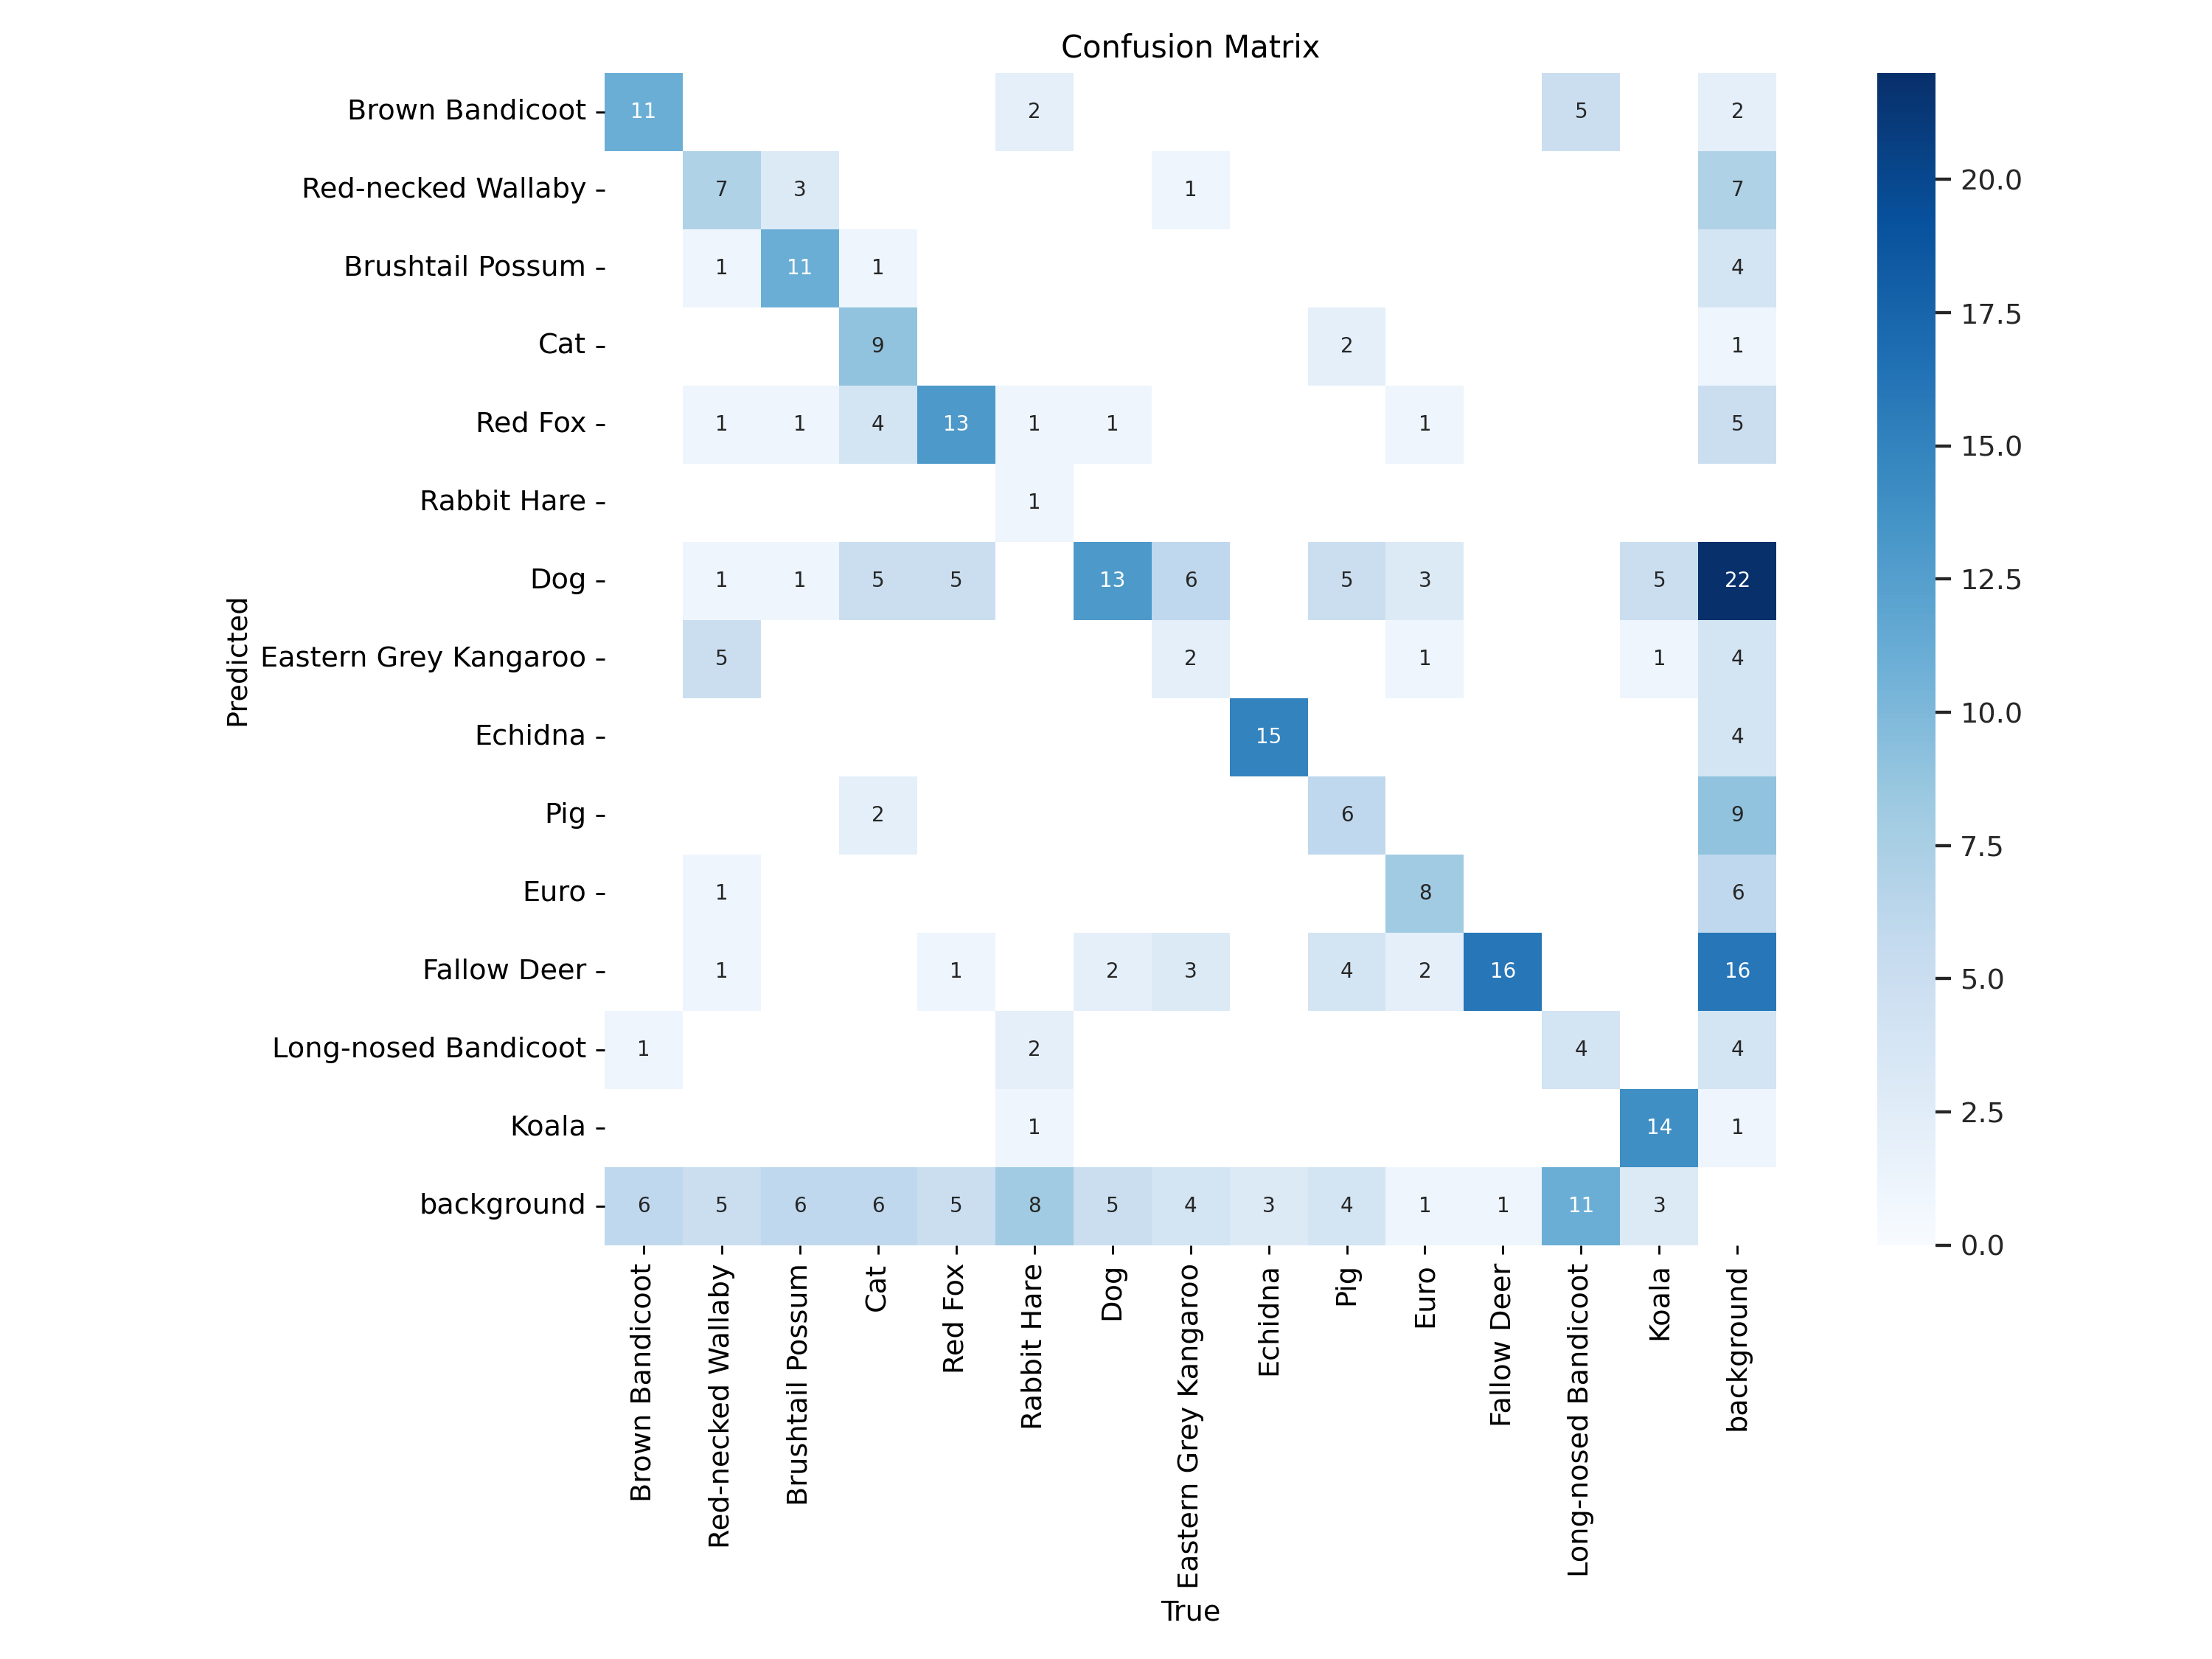 Confusion Matrix
Brown Bandicoot 11 2 5 2
Red-necked Wallaby 7 3 1 7
Brushtail Possum 1 11 1 4
Cat 9 2 1
Red Fox 1 1 4 13 1 1 1 5
Rabbit Hare 1
Dog 1 1 5 5 13 6 5 3 5 22
Eastern Grey Kangaroo 5 2 1 1 4
Echidna 15 4
Pig 2 6 9
Euro 1 8 6
Fallow Deer 1 1 2 3 4 2 16 16
Long-nosed Bandicoot 1 2 4 4
Koala 1 14 1
background 6 5 6 6 5 8 5 4 3 4 1 1 11 3
Predicted
Brown Bandicoot
Red-necked Wallaby
Brushtail Possum
Cat
Red Fox
Rabbit Hare
Dog
Eastern Grey Kangaroo
Echidna
Pig
Euro
Fallow Deer
Long-nosed Bandicoot
Koala
background
True
20.0
17.5
15.0
12.5
10.0
7.5
5.0
2.5
0.0